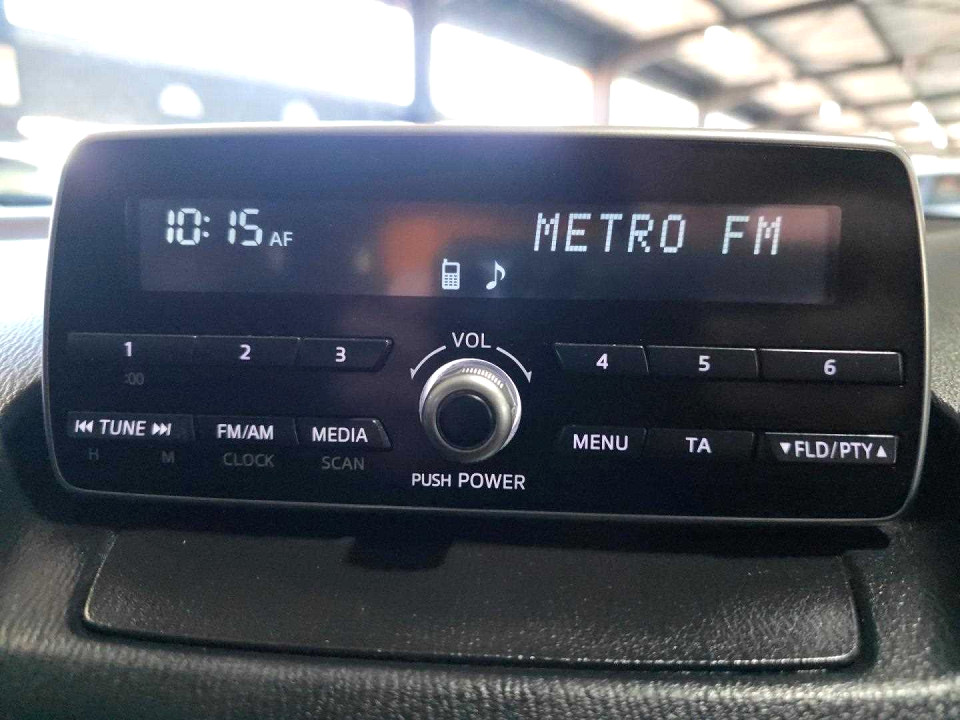 10:15 AF METRO FM
VOL
1 2 3 4 5 6
:00
TUNE FM/AM MEDIA MENU TA FLD/PTY
H M CLOCK SCAN
PUSH POWER